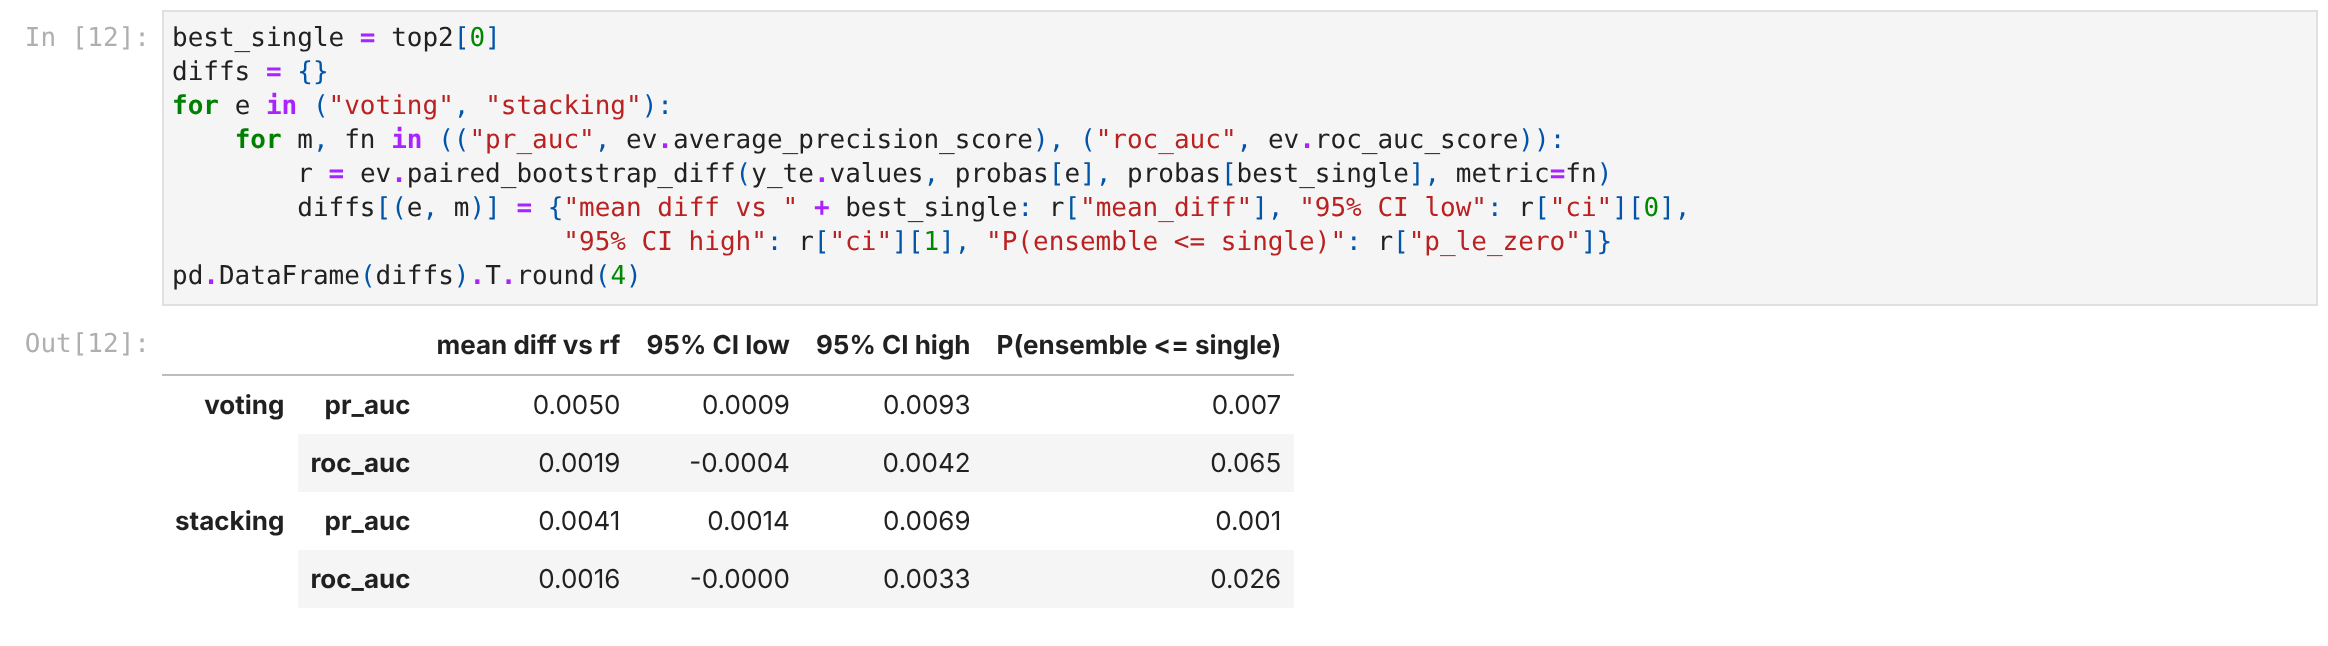 In [12]: best_single = top2[0]
diffs = {}
for e in ("voting", "stacking"):
    for m, fn in (("pr_auc", ev.average_precision_score), ("roc_auc", ev.roc_auc_score)):
        r = ev.paired_bootstrap_diff(y_te.values, probas[e], probas[best_single], metric=fn)
        diffs[(e, m)] = {"mean diff vs " + best_single: r["mean_diff"], "95% CI low": r["ci"][0],
                         "95% CI high": r["ci"][1], "P(ensemble <= single)": r["p_le_zero"]}
pd.DataFrame(diffs).T.round(4)
Out[12]: mean diff vs rf 95% CI low 95% CI high P(ensemble <= single)
voting pr_auc 0.0050 0.0009 0.0093 0.007
roc_auc 0.0019 -0.0004 0.0042 0.065
stacking pr_auc 0.0041 0.0014 0.0069 0.001
roc_auc 0.0016 -0.0000 0.0033 0.026